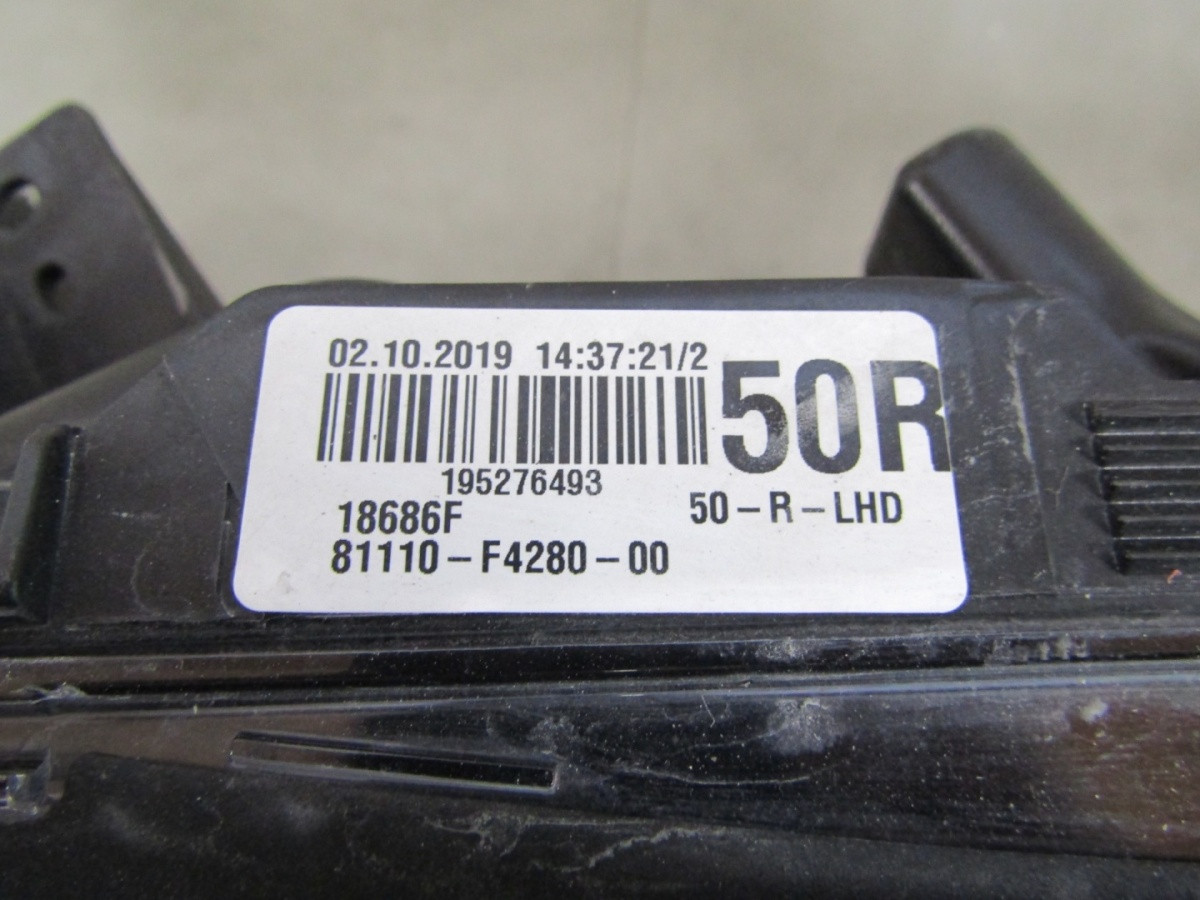 02.10.2019 14:37:21/2
50R
195276493
18686F
50-R-LHD
81110-F4280-00